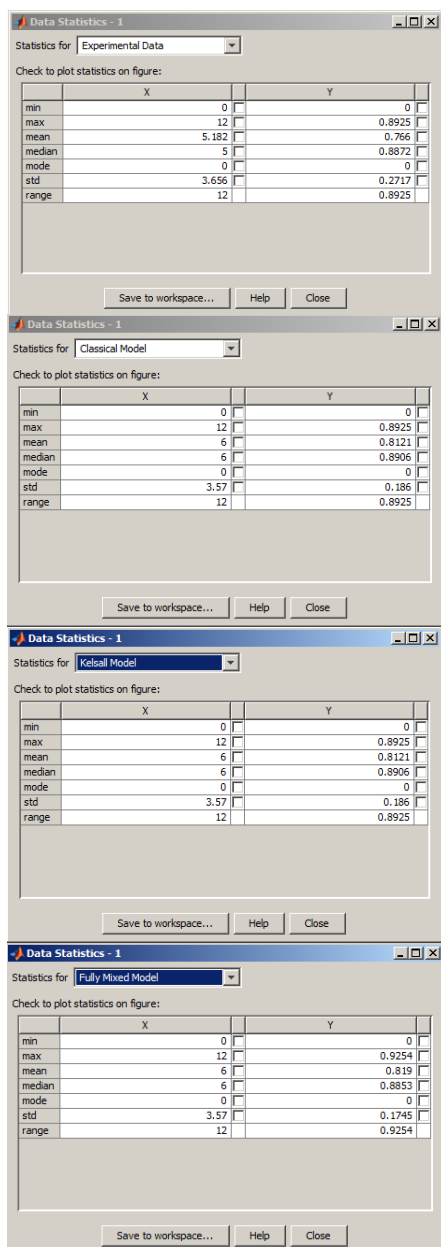 Data Statistics - 1
Statistics for Experimental Data
Check to plot statistics on figure:
X Y
min 0 0
max 12 0.8925
mean 5.182 0.766
median 5 0.8872
mode 0 0
std 3.656 0.2717
range 12 0.8925
Save to workspace... Help Close
Data Statistics - 1
Statistics for Classical Model
Check to plot statistics on figure:
X Y
min 0 0
max 12 0.8925
mean 6 0.8121
median 6 0.8906
mode 0 0
std 3.57 0.186
range 12 0.8925
Save to workspace... Help Close
Data Statistics - 1
Statistics for Kelsall Model
Check to plot statistics on figure:
X Y
min 0 0
max 12 0.8925
mean 6 0.8121
median 6 0.8906
mode 0 0
std 3.57 0.186
range 12 0.8925
Save to workspace... Help Close
Data Statistics - 1
Statistics for Fully Mixed Model
Check to plot statistics on figure:
X Y
min 0 0
max 12 0.9254
mean 6 0.819
median 6 0.8853
mode 0 0
std 3.57 0.1745
range 12 0.9254
Save to workspace... Help Close